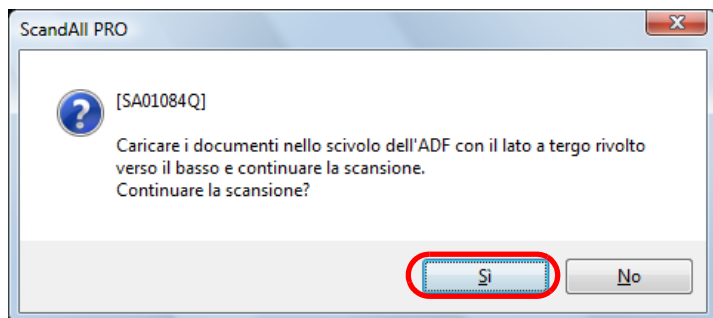 ScandAll PRO
[SA01084Q]
Caricare i documenti nello scivolo dell'ADF con il lato a tergo rivolto
verso il basso e continuare la scansione.
Continuare la scansione?
Sì
No